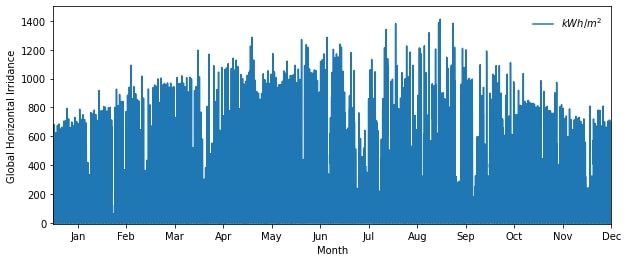 1400
1200
1000
800
600
400
200
0
Global Horizontal Irridance
kWh/m²
Jan Feb Mar Apr May Jun Jul Aug Sep Oct Nov Dec
Month